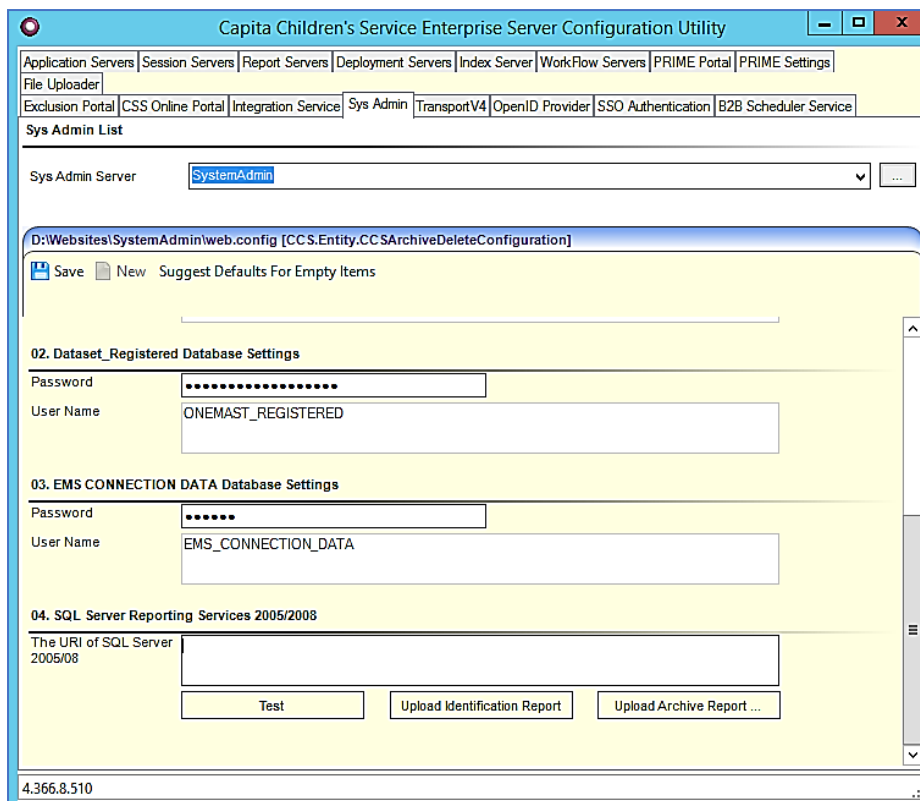 Capita Children's Service Enterprise Server Configuration Utility
Application Servers Session Servers Report Servers Deployment Servers Index Server WorkFlow Servers PRIME Portal PRIME Settings
File Uploader
Exclusion Portal CSS Online Portal Integration Service Sys Admin TransportV4 OpenID Provider SSO Authentication B2B Scheduler Service
Sys Admin List
Sys Admin Server SystemAdmin ...
D:\Websites\SystemAdmin\web.config [CCS.Entity.CCSArchiveDeleteConfiguration]
Save New Suggest Defaults For Empty Items
02. Dataset_Registered Database Settings
Password ••••••••••••••••••
User Name ONEMAST_REGISTERED
03. EMS CONNECTION DATA Database Settings
Password ••••••
User Name EMS_CONNECTION_DATA
04. SQL Server Reporting Services 2005/2008
The URI of SQL Server
2005/08
Test Upload Identification Report Upload Archive Report ...
4.366.8.510